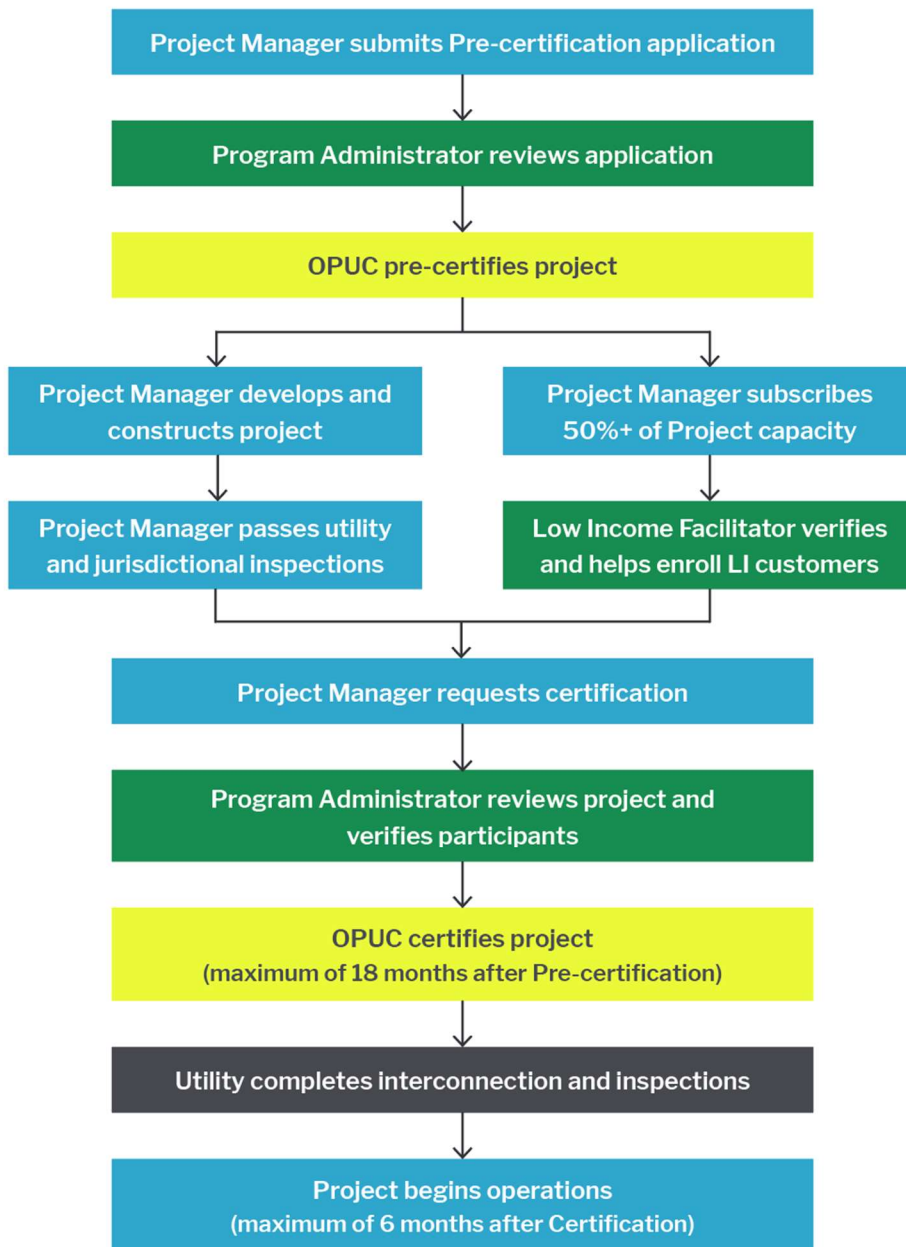 Project Manager submits Pre-certification application
Program Administrator reviews application
OPUC pre-certifies project
Project Manager develops and
constructs project
Project Manager subscribes
50%+ of Project capacity
Project Manager passes utility
and jurisdictional inspections
Low Income Facilitator verifies
and helps enroll LI customers
Project Manager requests certification
Program Administrator reviews project and
verifies participants
OPUC certifies project
(maximum of 18 months after Pre-certification)
Utility completes interconnection and inspections
Project begins operations
(maximum of 6 months after Certification)